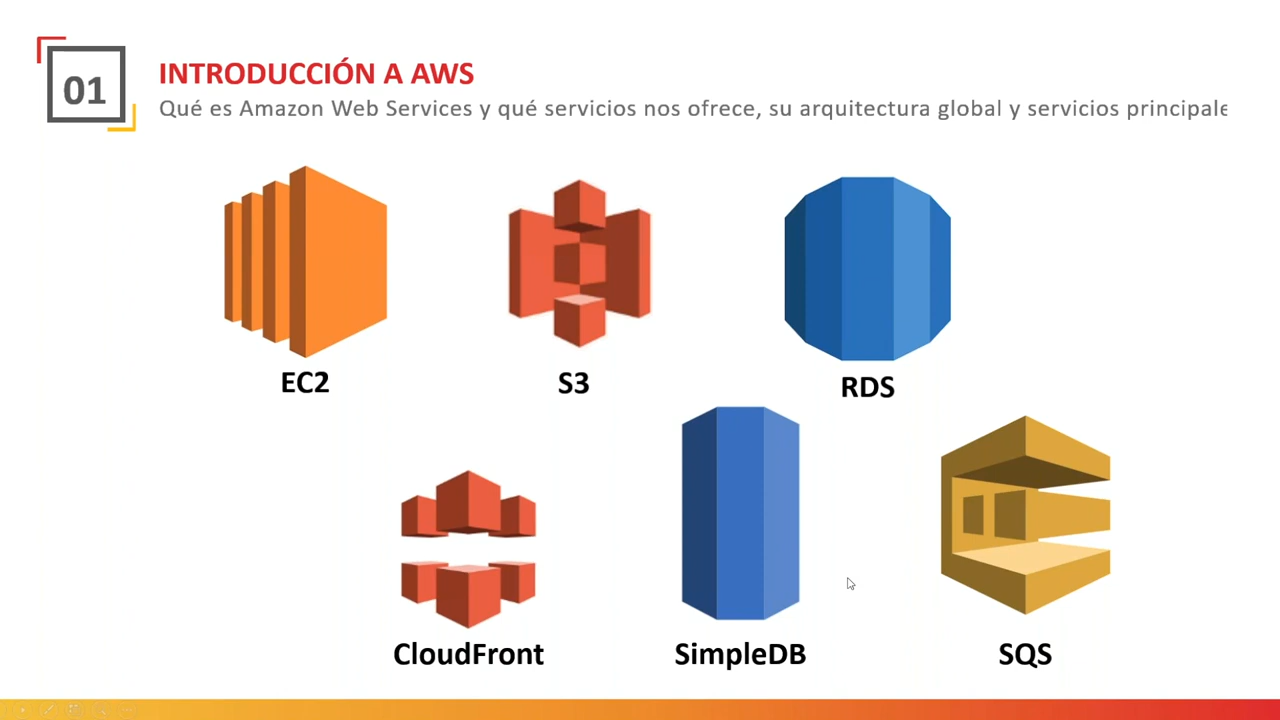 01
INTRODUCCIÓN A AWS
Qué es Amazon Web Services y qué servicios nos ofrece, su arquitectura global y servicios principale
EC2
S3
RDS
CloudFront
SimpleDB
SQS